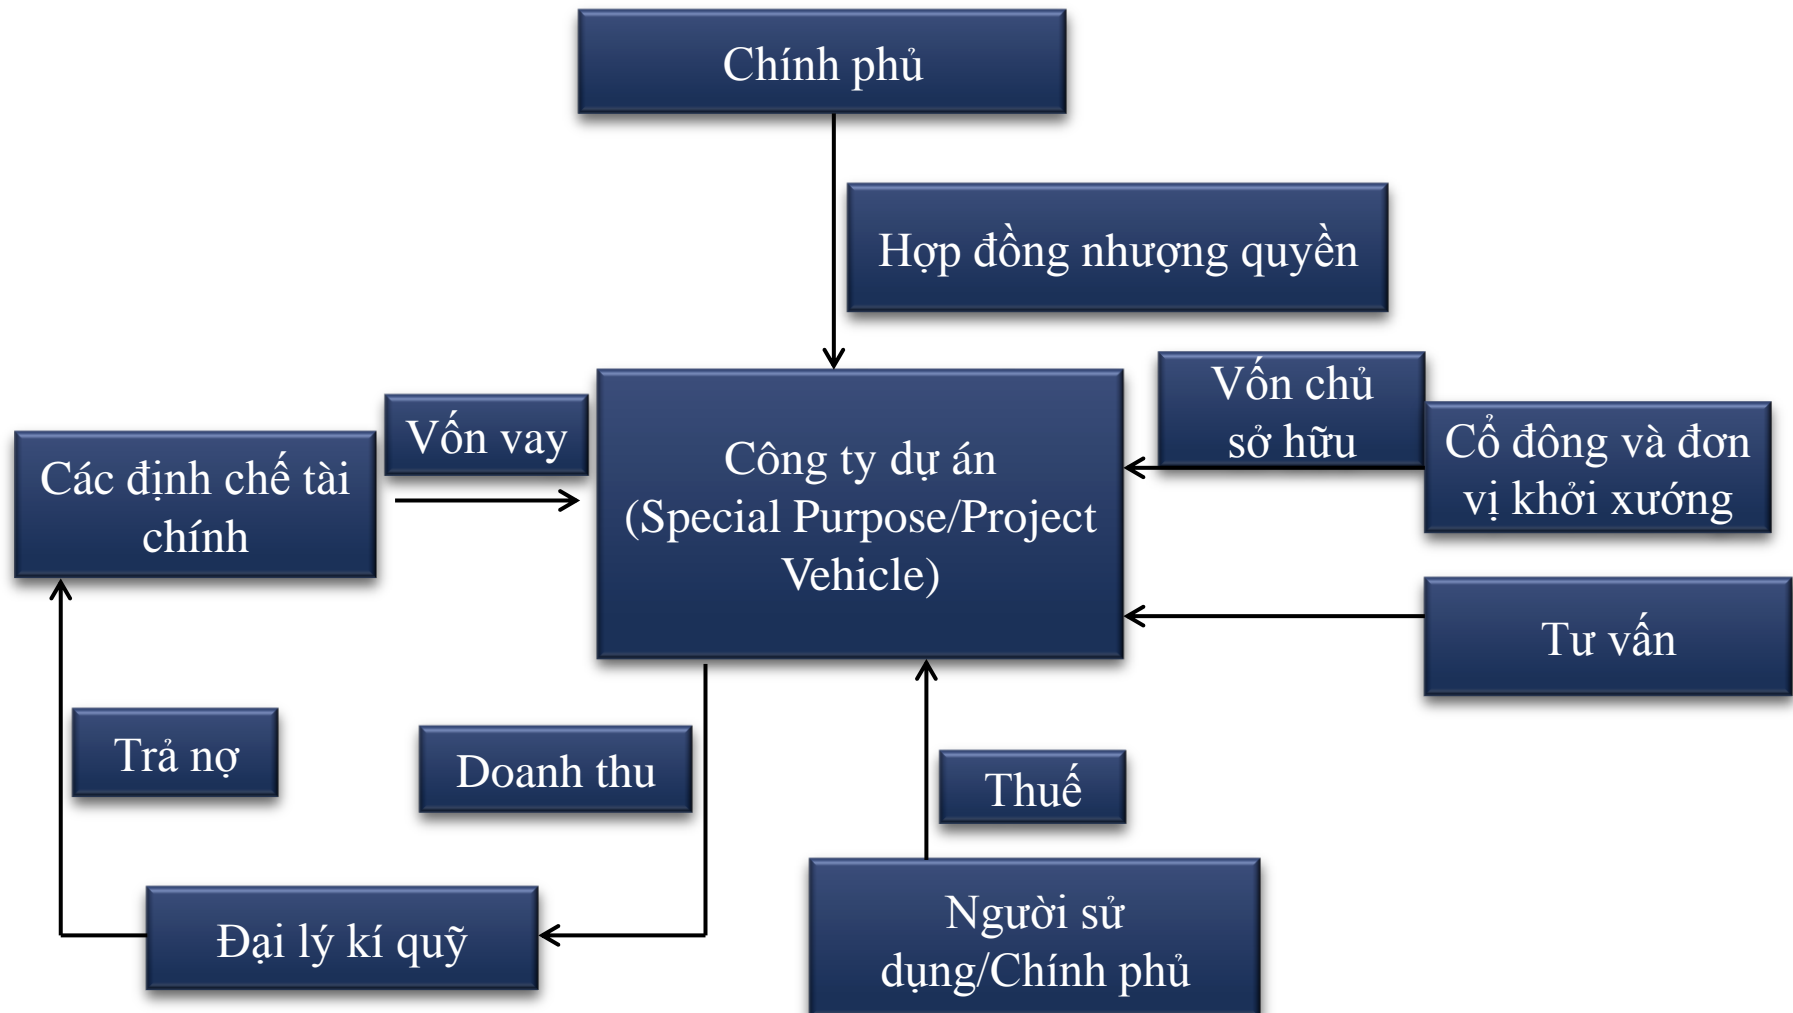 Chính phủ
Hợp đồng nhượng quyền
Vốn chủ
sở hữu
Vốn vay
Các định chế tài
chính
Công ty dự án
(Special Purpose/Project
Vehicle)
Cổ đông và đơn
vị khởi xướng
Tư vấn
Trả nợ
Doanh thu
Thuế
Đại lý kí quỹ
Người sử
dụng/Chính phủ